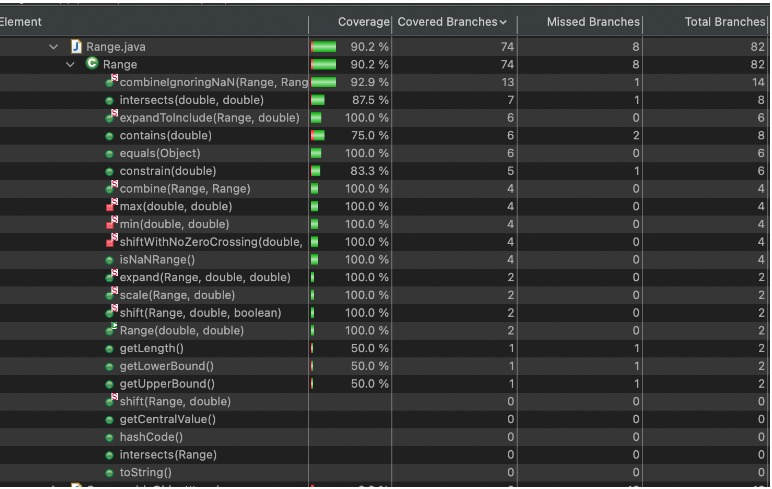 Element Coverage Covered Branches Missed Branches Total Branches
Range.java 90.2 % 74 8 82
Range 90.2 % 74 8 82
combineIgnoringNaN(Range, Rang 92.9 % 13 1 14
intersects(double, double) 87.5 % 7 1 8
expandToInclude(Range, double) 100.0 % 6 0 6
contains(double) 75.0 % 6 2 8
equals(Object) 100.0 % 6 0 6
constrain(double) 83.3 % 5 1 6
combine(Range, Range) 100.0 % 4 0 4
max(double, double) 100.0 % 4 0 4
min(double, double) 100.0 % 4 0 4
shiftWithNoZeroCrossing(double, 100.0 % 4 0 4
isNaNRange() 100.0 % 4 0 4
expand(Range, double, double) 100.0 % 2 0 2
scale(Range, double) 100.0 % 2 0 2
shift(Range, double, boolean) 100.0 % 2 0 2
Range(double, double) 100.0 % 2 0 2
getLength() 50.0 % 1 1 2
getLowerBound() 50.0 % 1 1 2
getUpperBound() 50.0 % 1 1 2
shift(Range, double) 0 0 0
getCentralValue() 0 0 0
hashCode() 0 0 0
intersects(Range) 0 0 0
toString() 0 0 0